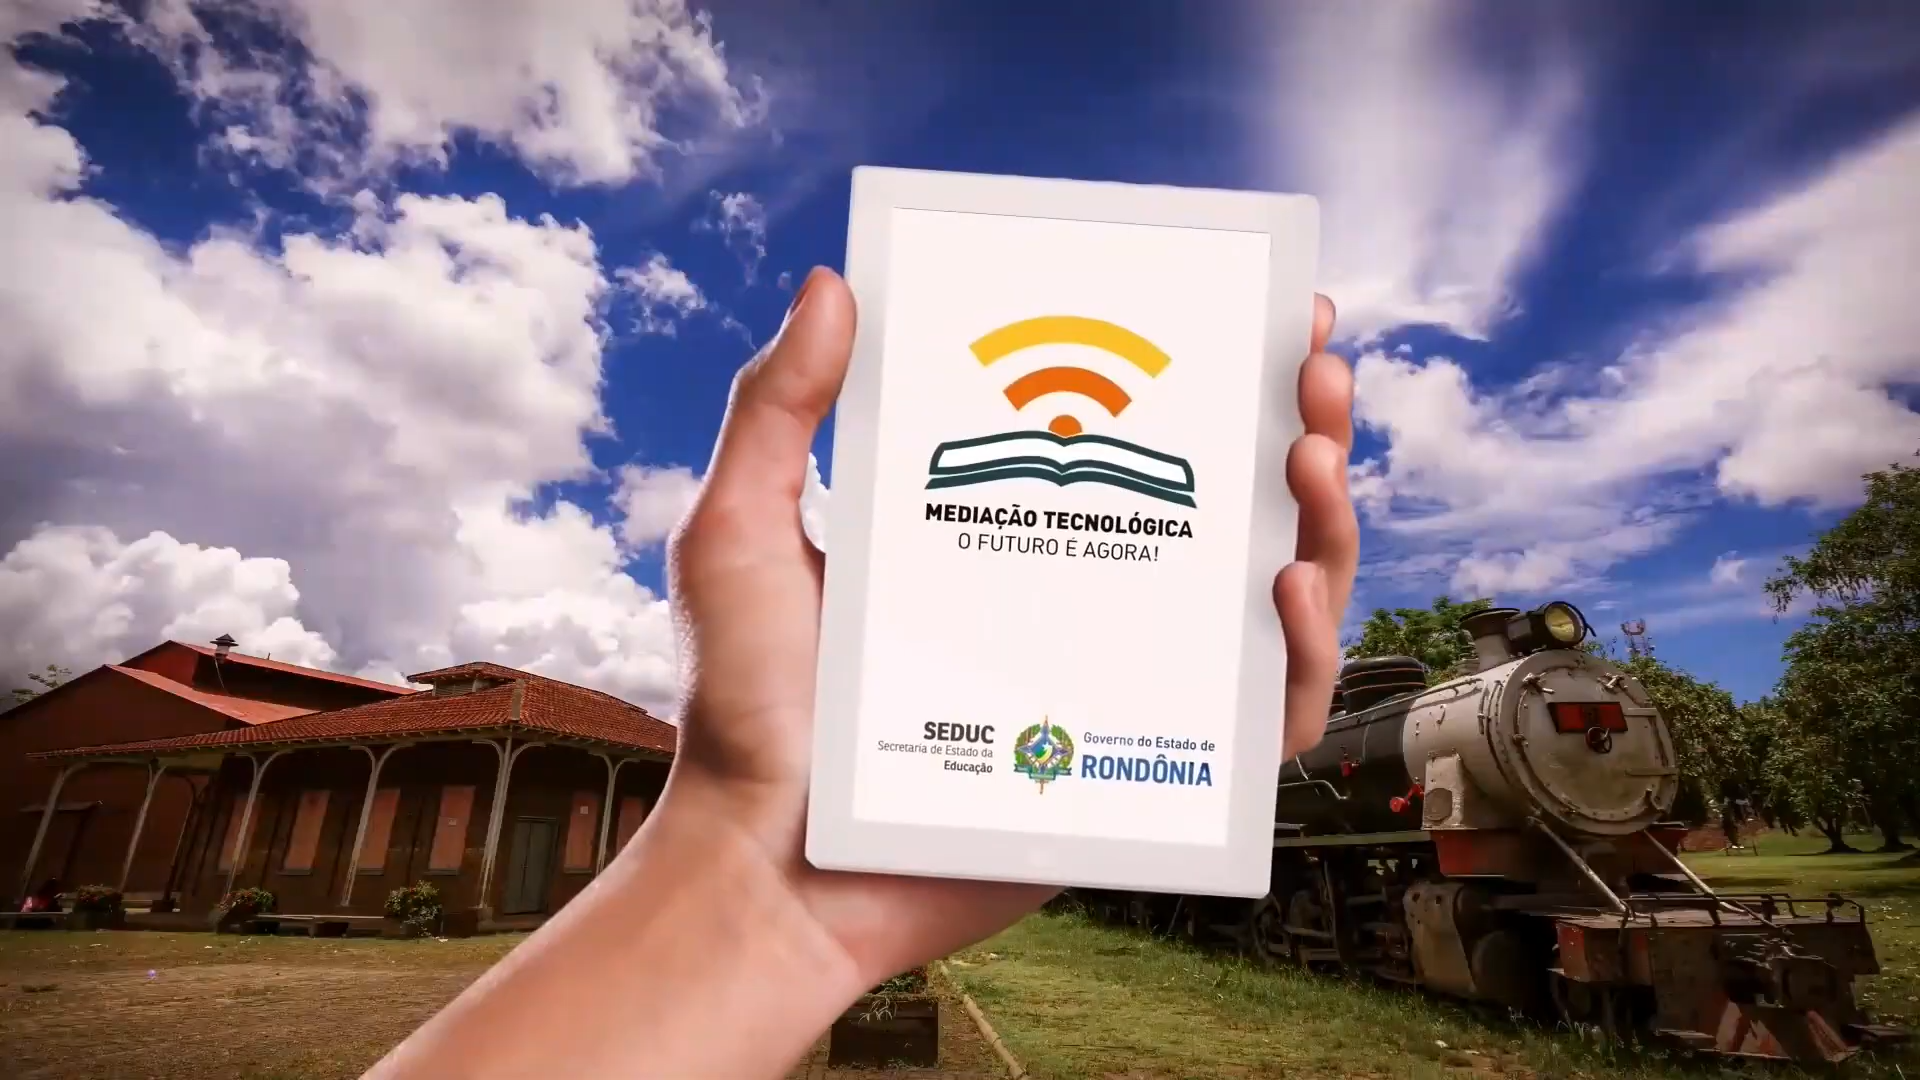 MEDIAÇÃO TECNOLÓGICA
O FUTURO É AGORA!
SEDUC
Secretaria de Estado da
Educação
Governo do Estado de
RONDÔNIA